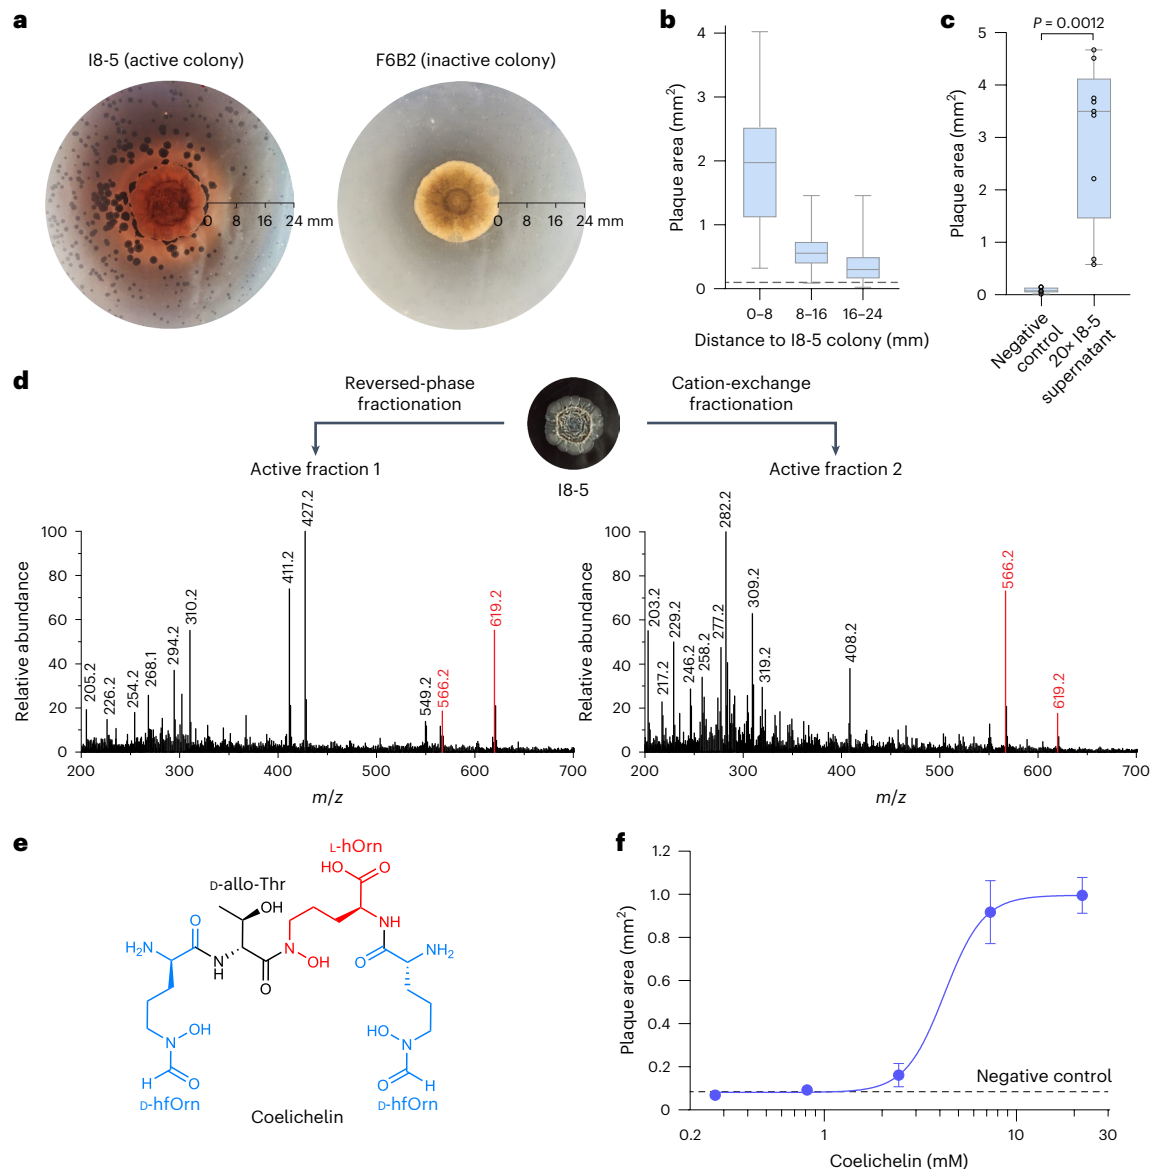 a
I8-5 (active colony)
F6B2 (inactive colony)
0 8 16 24 mm
0 8 16 24 mm
b
Plaque area (mm2)
4
3
2
1
0
0–8 8–16 16–24
Distance to I8-5 colony (mm)
c
P = 0.0012
Plaque area (mm2)
5
4
3
2
1
0
Negative
control
20× I8-5
supernatant
d
Reversed-phase
fractionation
Cation-exchange
fractionation
Active fraction 1
I8-5
Active fraction 2
Relative abundance
100
80
60
40
20
0
205.2
226.2
254.2
268.1
294.2
310.2
411.2
427.2
549.2
566.2
619.2
200 300 400 500 600 700
m/z
Relative abundance
100
80
60
40
20
0
203.2
217.2
229.2
246.2
258.2
277.2
282.2
309.2
319.2
408.2
566.2
619.2
200 300 400 500 600 700
m/z
e
L-hOrn
HO O
D-allo-Thr
OH
O
H2N
N
H
O
N
OH
NH
O
NH2
OH
N
H O
D-hfOrn
HO
N
O H
D-hfOrn
Coelichelin
f
Plaque area (mm2)
1.2
1.0
0.8
0.6
0.4
0.2
0
Negative control
0.2 1 10 30
Coelichelin (mM)